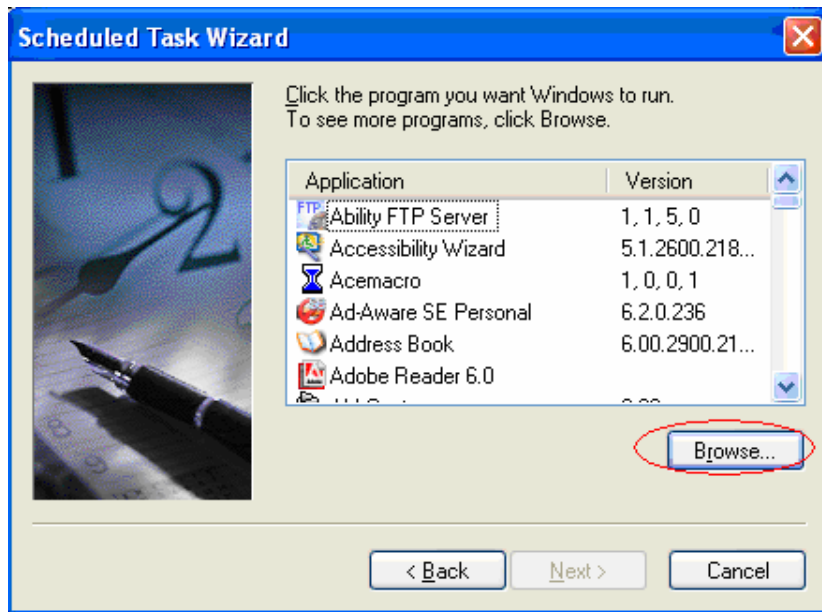 Scheduled Task Wizard
Click the program you want Windows to run.
To see more programs, click Browse.
Application Version
Ability FTP Server 1, 1, 5, 0
Accessibility Wizard 5.1.2600.218...
Acemacro 1, 0, 0, 1
Ad-Aware SE Personal 6.2.0.236
Address Book 6.00.2900.21...
Adobe Reader 6.0
Browse...
< Back Next > Cancel